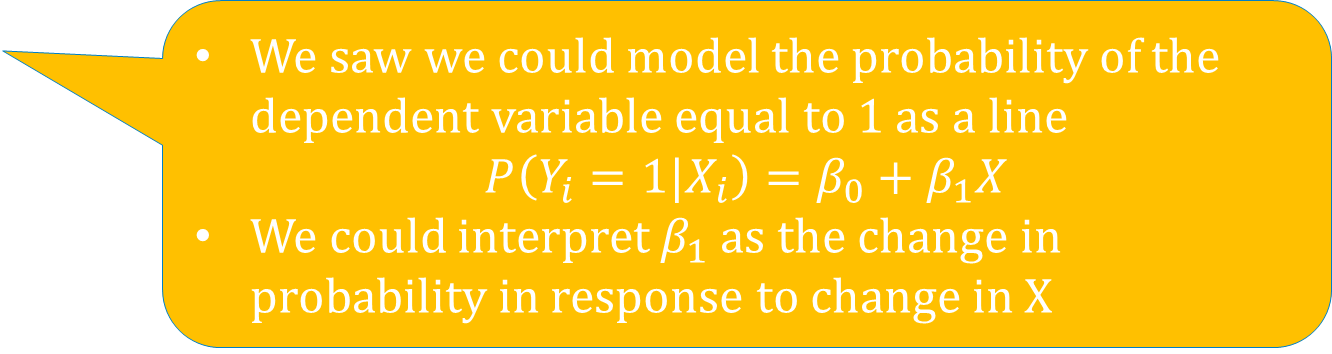 • We saw we could model the probability of the
dependent variable equal to 1 as a line
𝑃(𝑌ᵢ = 1|𝑋ᵢ) = 𝛽₀ + 𝛽₁𝑋
• We could interpret 𝛽₁ as the change in
probability in response to change in X